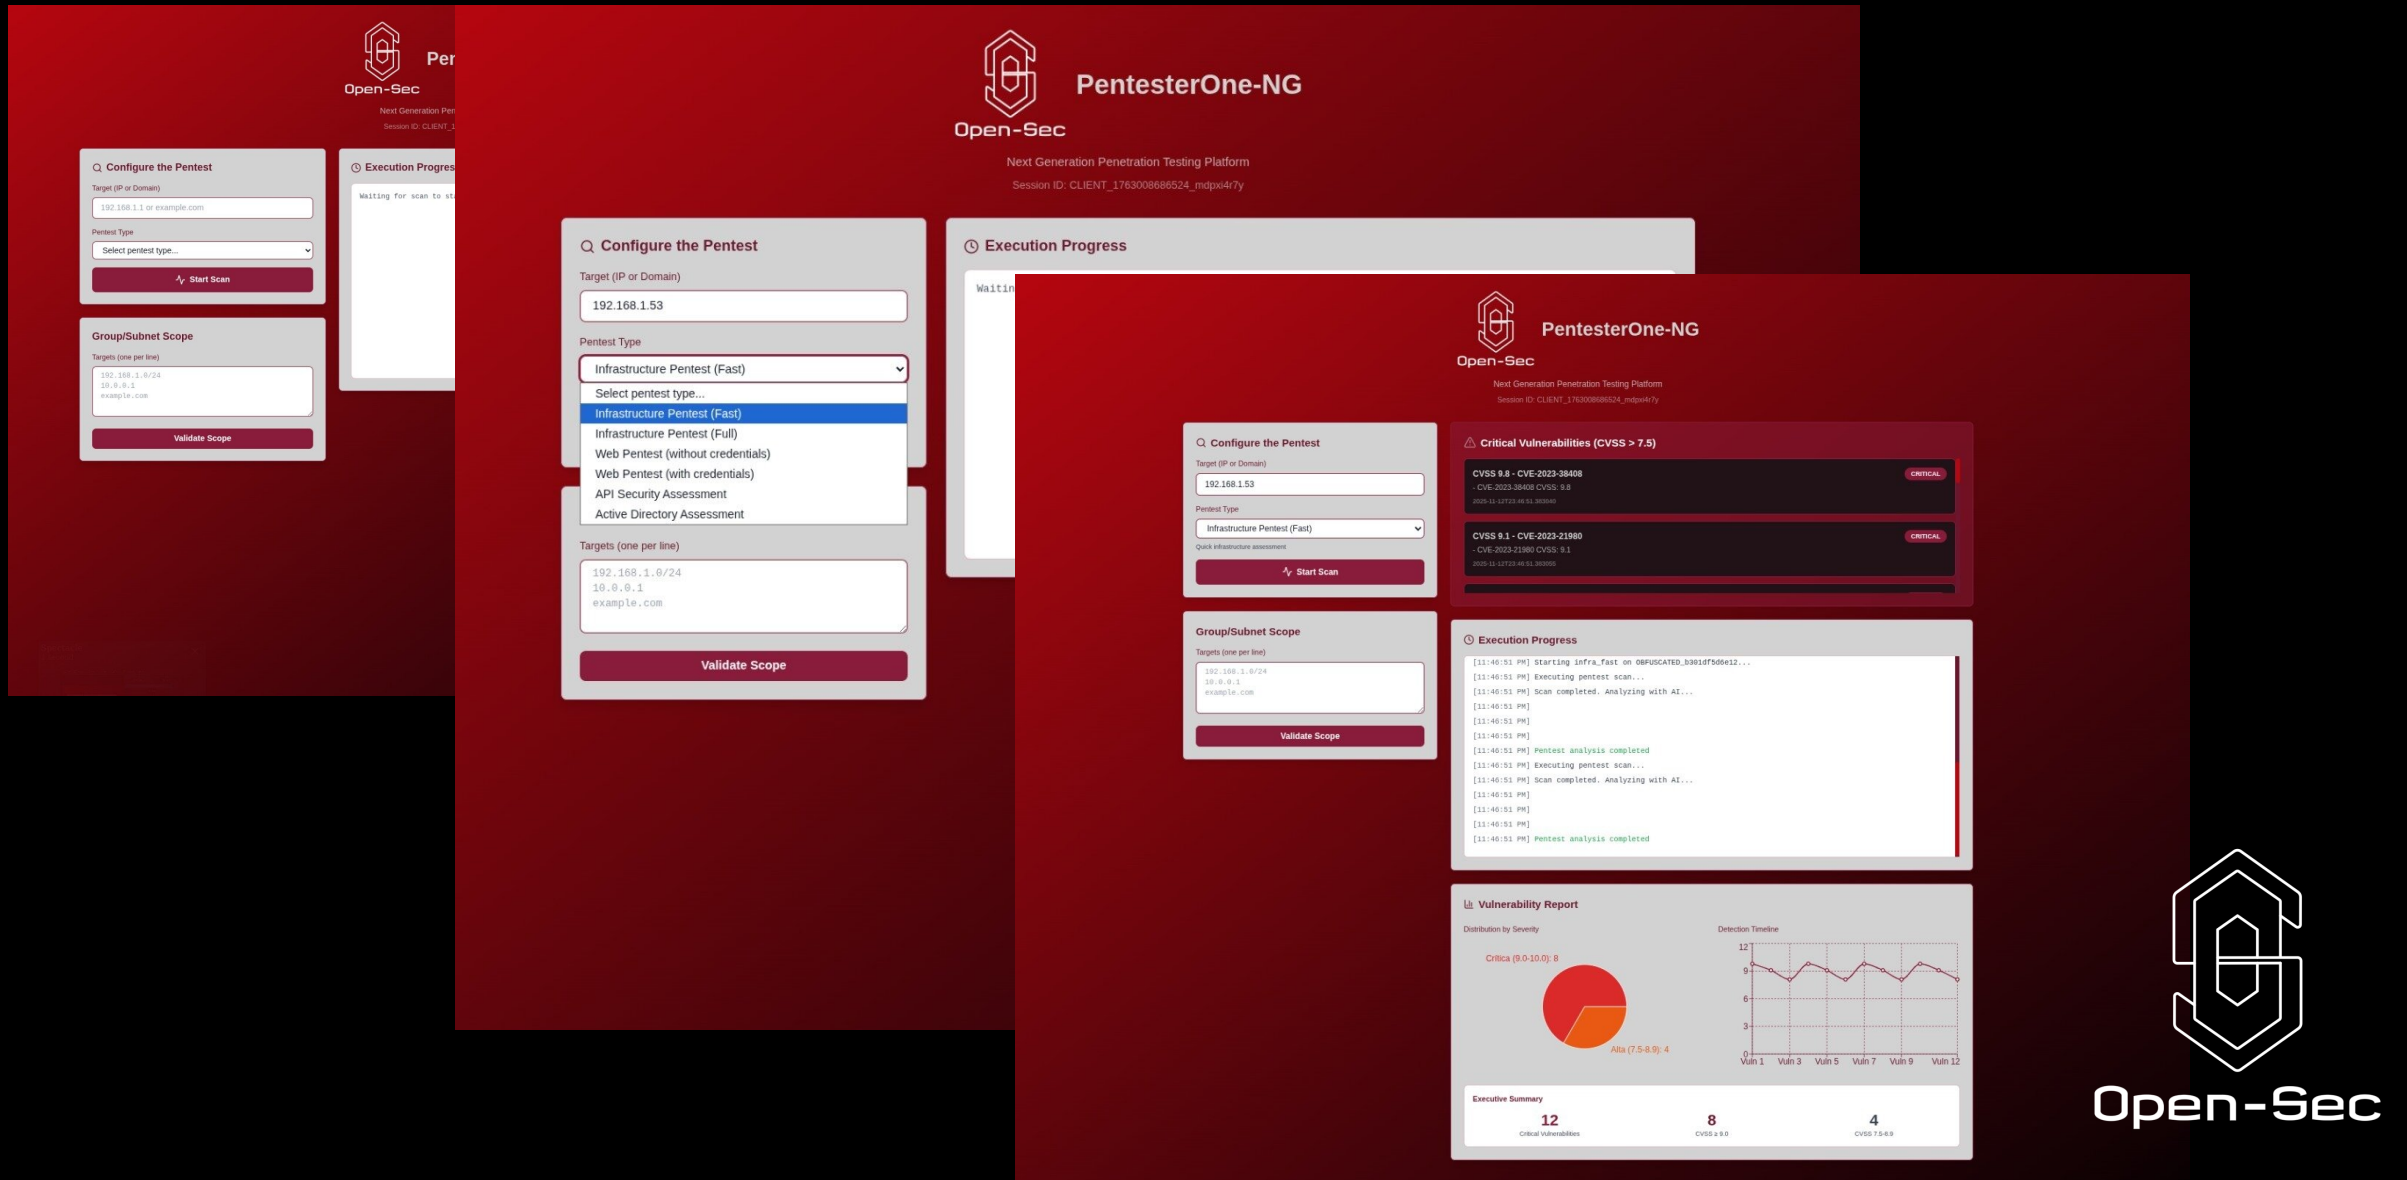 Open-Sec
Pen
Next Generation Pen
Session ID: CLIENT_1
Configure the Pentest
Target (IP or Domain)
192.168.1.1 or example.com
Pentest Type
Select pentest type...
Start Scan
Group/Subnet Scope
Targets (one per line)
192.168.1.0/24
10.0.0.1
example.com
Validate Scope
Execution Progres
Waiting for scan to sta
Open-Sec
PentesterOne-NG
Next Generation Penetration Testing Platform
Session ID: CLIENT_1763008686524_mdpxi4r7y
Configure the Pentest
Target (IP or Domain)
192.168.1.53
Pentest Type
Infrastructure Pentest (Fast)
Select pentest type...
Infrastructure Pentest (Fast)
Infrastructure Pentest (Full)
Web Pentest (without credentials)
Web Pentest (with credentials)
API Security Assessment
Active Directory Assessment
Targets (one per line)
192.168.1.0/24
10.0.0.1
example.com
Validate Scope
Execution Progress
Waitin
Open-Sec
PentesterOne-NG
Next Generation Penetration Testing Platform
Session ID: CLIENT_1763008686524_mdpxi4r7y
Configure the Pentest
Target (IP or Domain)
192.168.1.53
Pentest Type
Infrastructure Pentest (Fast)
Quick infrastructure assessment
Start Scan
Group/Subnet Scope
Targets (one per line)
192.168.1.0/24
10.0.0.1
example.com
Validate Scope
Critical Vulnerabilities (CVSS > 7.5)
CVSS 9.8 - CVE-2023-38408
CRITICAL
- CVE-2023-38408 CVSS: 9.8
2025-11-12T23:46:51.383040
CVSS 9.1 - CVE-2023-21980
CRITICAL
- CVE-2023-21980 CVSS: 9.1
2025-11-12T23:46:51.383055
Execution Progress
[11:46:51 PM] Starting infra_fast on OBFUSCATED_b301df5d6e12...
[11:46:51 PM] Executing pentest scan...
[11:46:51 PM] Scan completed. Analyzing with AI...
[11:46:51 PM]
[11:46:51 PM]
[11:46:51 PM]
[11:46:51 PM] Pentest analysis completed
[11:46:51 PM] Executing pentest scan...
[11:46:51 PM] Scan completed. Analyzing with AI...
[11:46:51 PM]
[11:46:51 PM]
[11:46:51 PM]
[11:46:51 PM] Pentest analysis completed
Vulnerability Report
Distribution by Severity
Crítica (9.0-10.0): 8
Alta (7.5-8.9): 4
Detection Timeline
12
9
6
3
0
Vuln 1 Vuln 3 Vuln 5 Vuln 7 Vuln 9 Vuln 12
Executive Summary
12 8 4
Critical Vulnerabilities CVSS ≥ 9.0 CVSS 7.5-8.9
Open-Sec